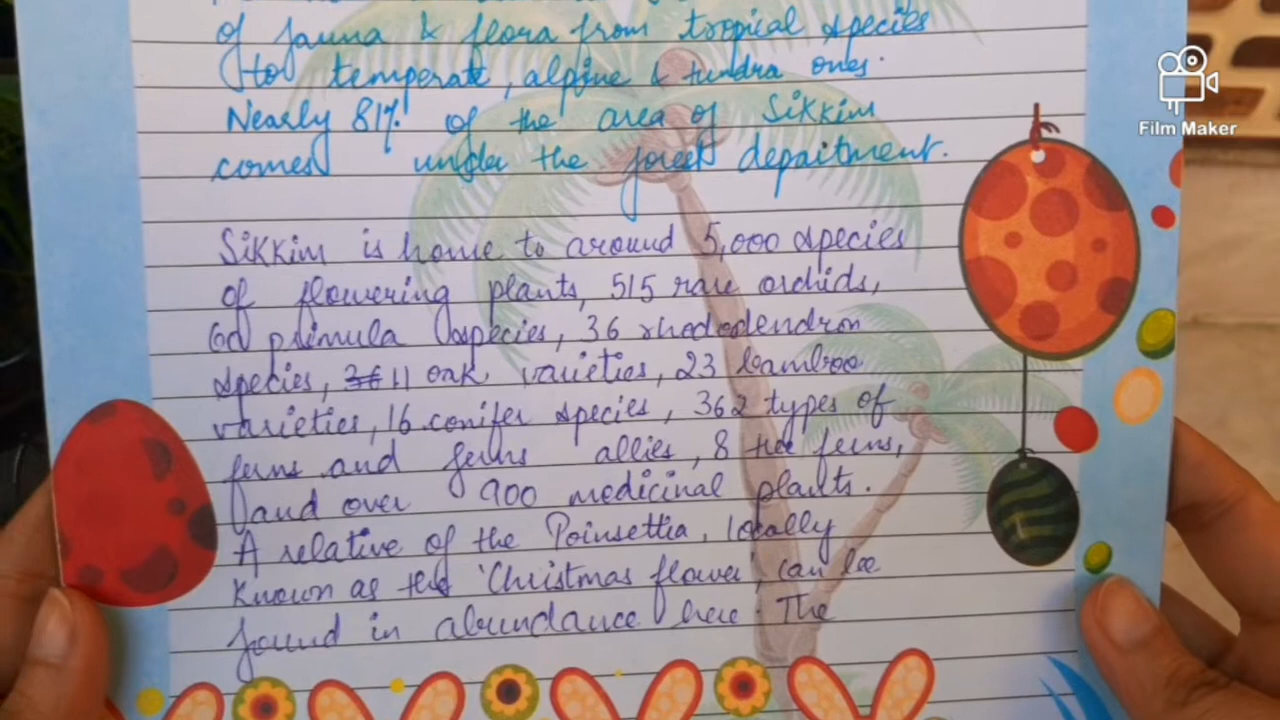 of fauna & flora from tropical species
to temperate, alpine & tundra ones.
Nearly 81% of the area of Sikkim
comes under the forest department.
Sikkim is home to around 5,000 species
of flowering plants, 515 rare orchids,
60 primula species, 36 rhododendron
species, 11 oak varieties, 23 bamboo
varieties, 16 conifer species, 362 types of
ferns and ferns allies, 8 tree ferns,
and over 900 medicinal plants.
A relative of the Poinsettia, locally
known as the 'Christmas flower', can be
found in abundance here. The
Film Maker